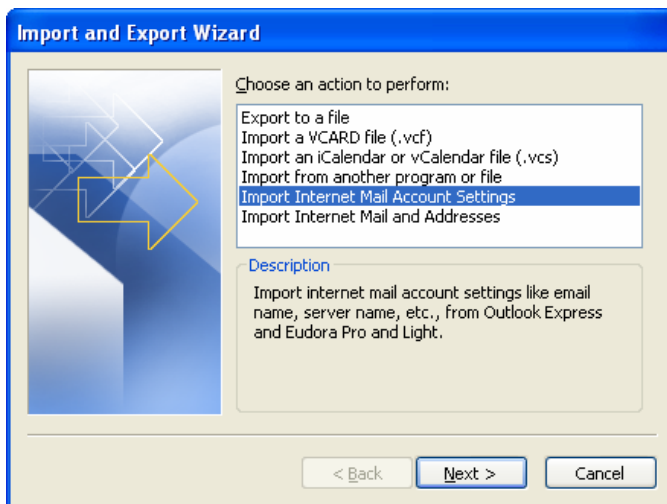 Import and Export Wizard
Choose an action to perform:
Export to a file
Import a VCARD file (.vcf)
Import an iCalendar or vCalendar file (.vcs)
Import from another program or file
Import Internet Mail Account Settings
Import Internet Mail and Addresses
Description
Import internet mail account settings like email
name, server name, etc., from Outlook Express
and Eudora Pro and Light.
< Back
Next >
Cancel